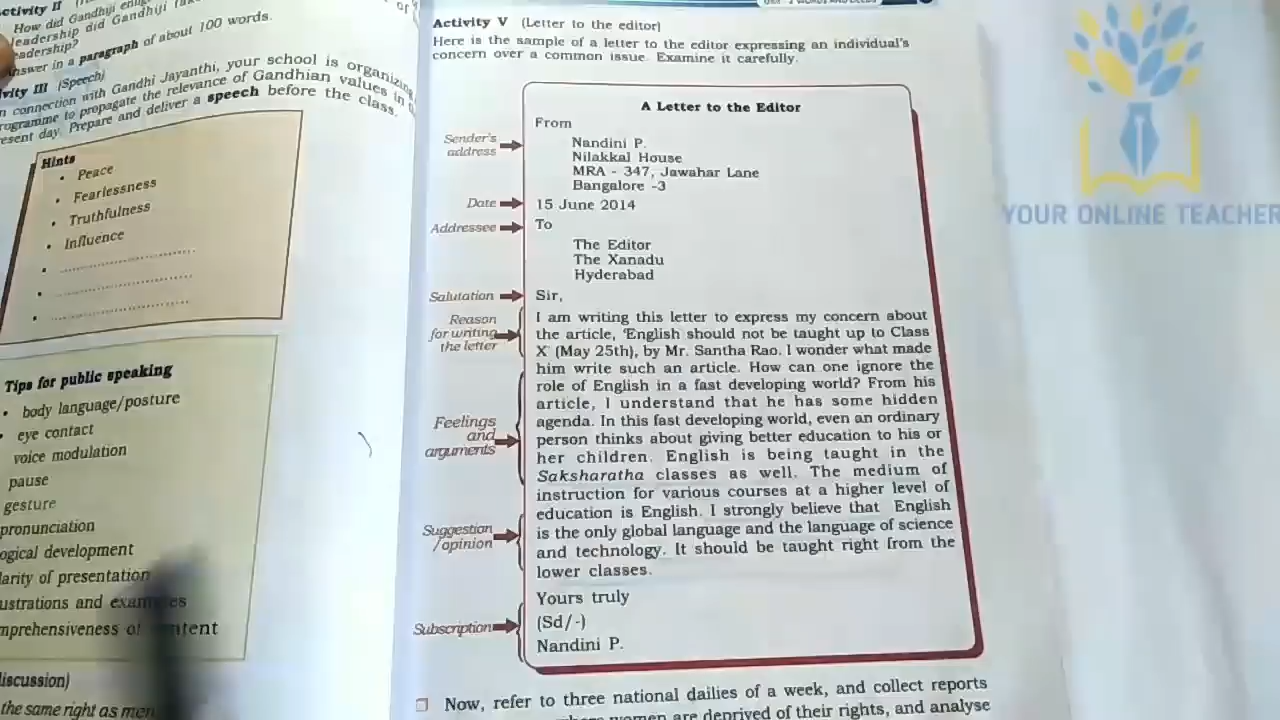 Activity II
How did Gandhiji
leadership did Gandhiji
leadership?
Answer in a paragraph of about 100 words.
Activity III (Speech)
In connection with Gandhi Jayanthi, your school is organizing
programme to propagate the relevance of Gandhian values in
present day. Prepare and deliver a speech before the class.
Hints
• Peace
• Fearlessness
• Truthfulness
• Influence
• ....................
• ....................
• ....................
Tips for public speaking
• body language/posture
• eye contact
voice modulation
pause
gesture
pronunciation
ogical development
larity of presentation
ustrations and examples
mprehensiveness of content
iscussion)
the same right as men
Activity V (Letter to the editor)
Here is the sample of a letter to the editor expressing an individual's
concern over a common issue. Examine it carefully.
A Letter to the Editor
From
Sender's
address
Nandini P.
Nilakkal House
MRA - 347, Jawahar Lane
Bangalore -3
Date
15 June 2014
Addressee
To
The Editor
The Xanadu
Hyderabad
Salutation
Sir,
Reason
for writing
the letter
I am writing this letter to express my concern about
the article, 'English should not be taught up to Class
X' (May 25th), by Mr. Santha Rao. I wonder what made
him write such an article. How can one ignore the
role of English in a fast developing world? From his
article, I understand that he has some hidden
agenda. In this fast developing world, even an ordinary
person thinks about giving better education to his or
her children. English is being taught in the
Saksharatha classes as well. The medium of
instruction for various courses at a higher level of
education is English. I strongly believe that English
is the only global language and the language of science
and technology. It should be taught right from the
lower classes.
Feelings
and
arguments
Suggestion
/opinion
Yours truly
(Sd/-)
Nandini P.
Subscription
Now, refer to three national dailies of a week, and collect reports
where women are deprived of their rights, and analyse
YOUR ONLINE TEACHER